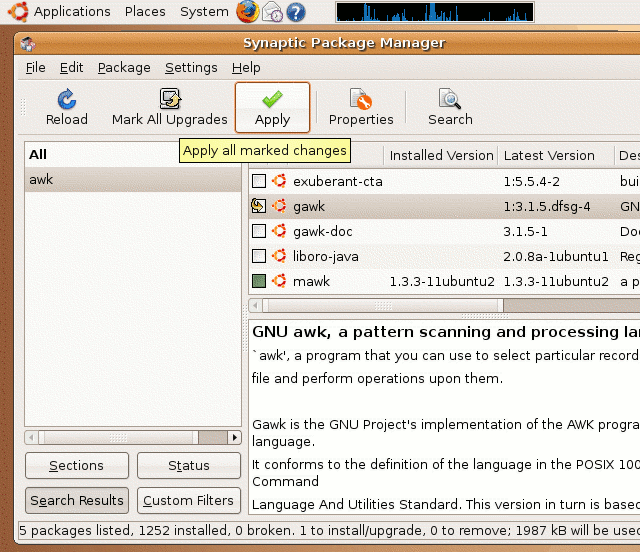 Applications Places System
Synaptic Package Manager
File Edit Package Settings Help
Reload Mark All Upgrades Apply Properties Search
Apply all marked changes
All
awk
Installed Version Latest Version
exuberant-cta 1:5.5.4-2 bui
gawk 1:3.1.5.dfsg-4 GN
gawk-doc 3.1.5-1 Doc
liboro-java 2.0.8a-1ubuntu1 Reg
mawk 1.3.3-11ubuntu2 1.3.3-11ubuntu2 a p
GNU awk, a pattern scanning and processing la
`awk', a program that you can use to select particular record
file and perform operations upon them.
Gawk is the GNU Project's implementation of the AWK progra
language.
It conforms to the definition of the language in the POSIX 100
Command
Language And Utilities Standard. This version in turn is based
Sections Status
Search Results Custom Filters
5 packages listed, 1252 installed, 0 broken. 1 to install/upgrade, 0 to remove; 1987 kB will be used